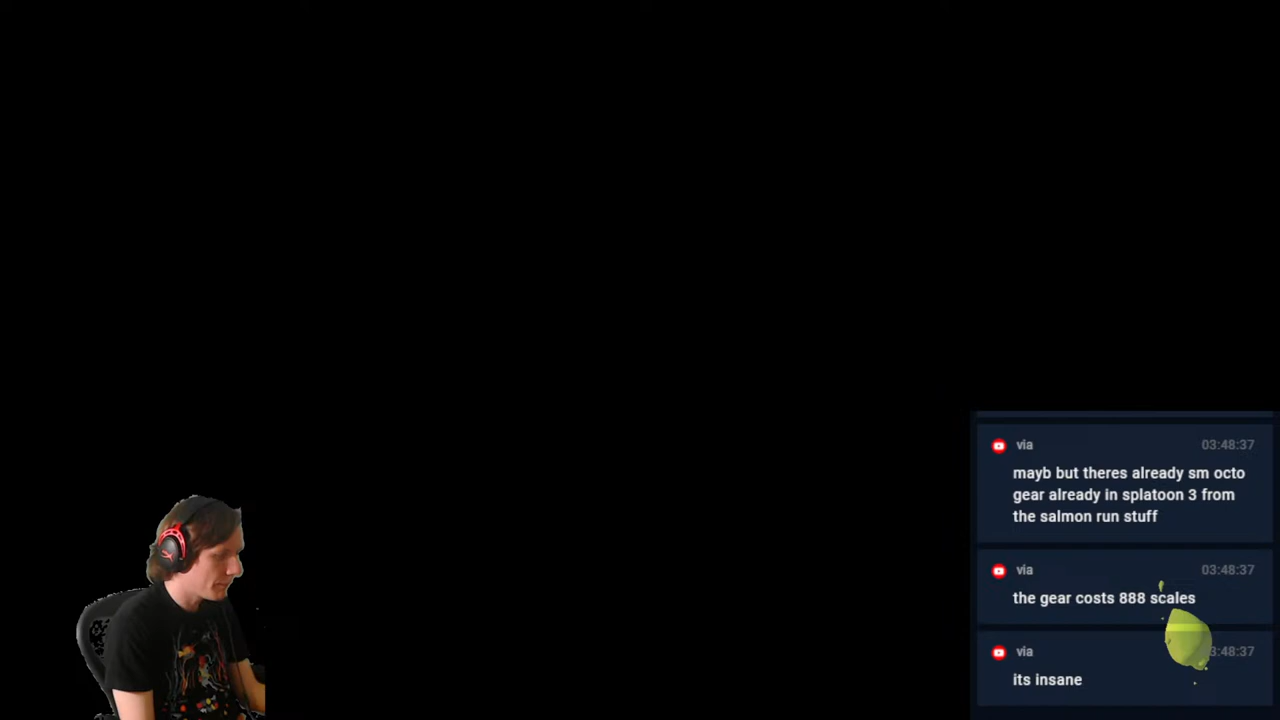 via 03:48:37
mayb but theres already sm octo
gear already in splatoon 3 from
the salmon run stuff
via 03:48:37
the gear costs 888 scales
via 3:48:37
its insane